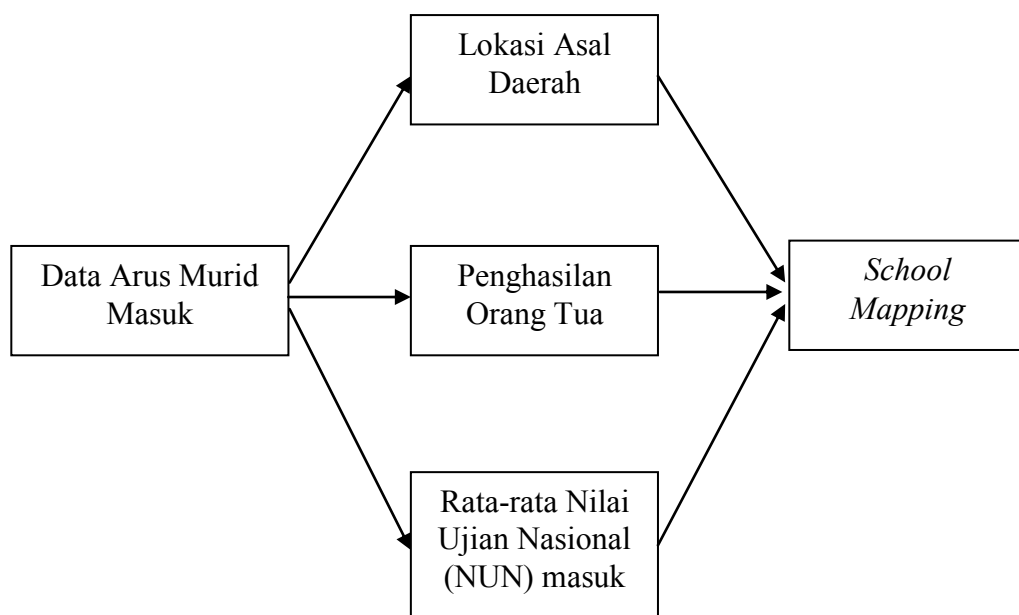 Lokasi Asal
Daerah
Data Arus Murid
Masuk
Penghasilan
Orang Tua
School
Mapping
Rata-rata Nilai
Ujian Nasional
(NUN) masuk